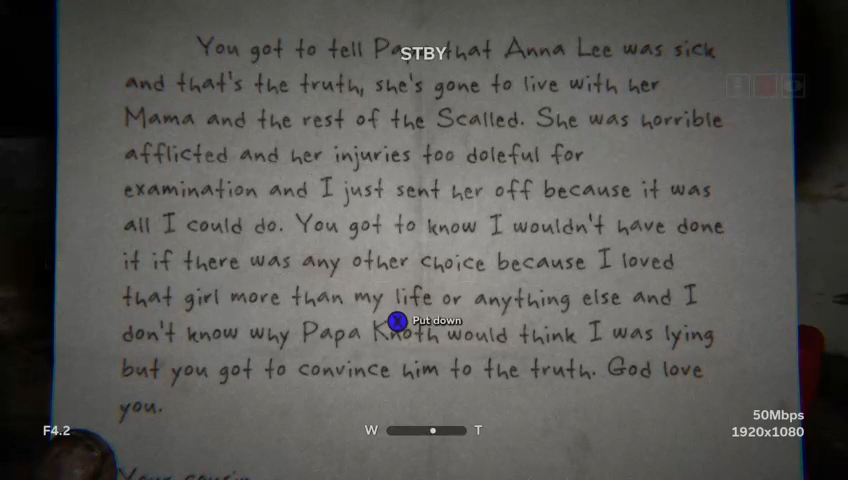 You got to tell Pa that Anna Lee was sick
STBY
and that's the truth, she's gone to live with her
Mama and the rest of the Scalled. She was horrible
afflicted and her injuries too doleful for
examination and I just sent her off because it was
all I could do. You got to know I wouldn't have done
it if there was any other choice because I loved
that girl more than my life or anything else and I
X Put down
don't know why Papa Knoth would think I was lying
but you got to convince him to the truth. God love
you.
50Mbps
F4.2
W T
1920x1080
Your cousin